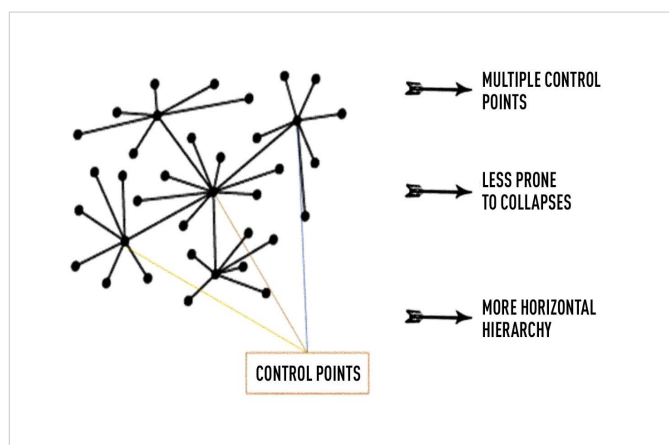 MULTIPLE CONTROL
POINTS
LESS PRONE
TO COLLAPSES
MORE HORIZONTAL
HIERARCHY
CONTROL POINTS